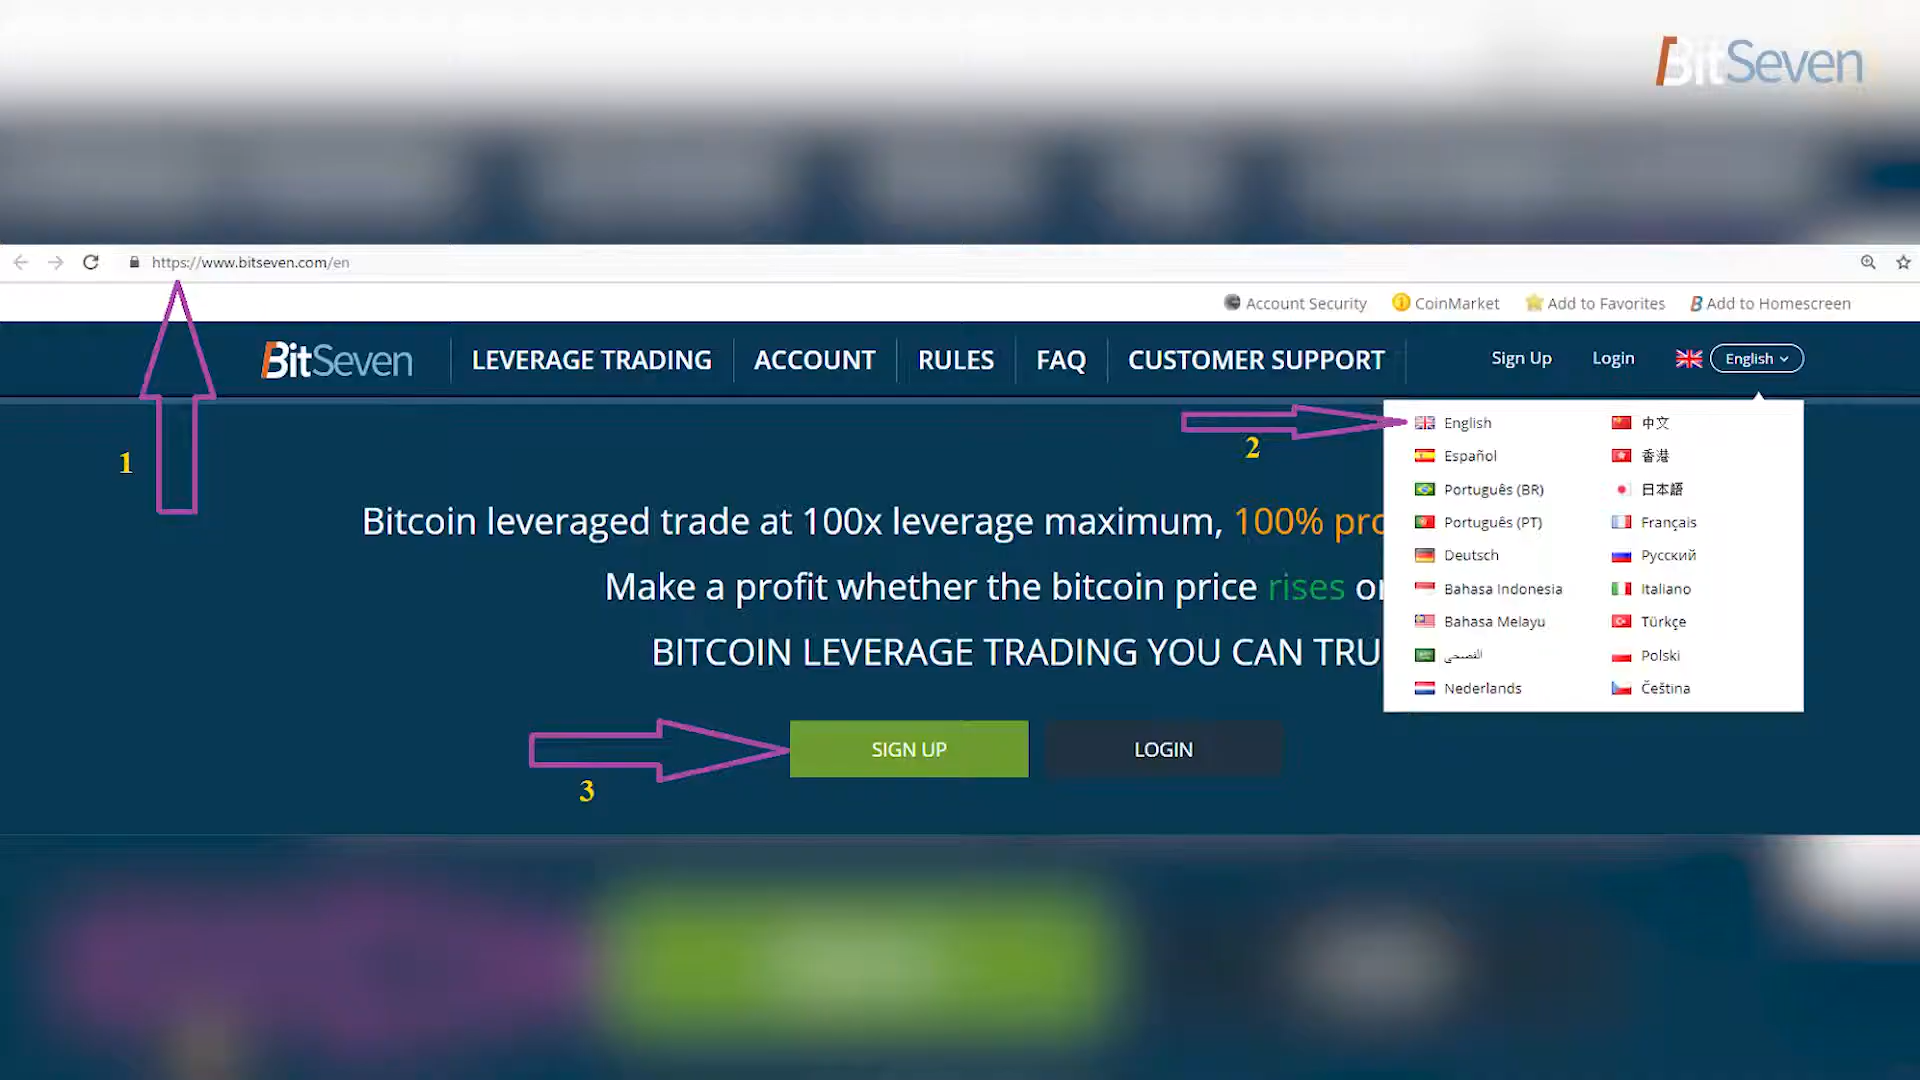 BitSeven
https://www.bitseven.com/en
Account Security
CoinMarket
Add to Favorites
Add to Homescreen
BitSeven
LEVERAGE TRADING
ACCOUNT
RULES
FAQ
CUSTOMER SUPPORT
Sign Up
Login
English
1
2
English
Español
Português (BR)
Português (PT)
Deutsch
Bahasa Indonesia
Bahasa Melayu
الفصحى
Nederlands
中文
香港
日本語
Français
Русский
Italiano
Türkçe
Polski
Čeština
Bitcoin leveraged trade at 100x leverage maximum, 100% pro
Make a profit whether the bitcoin price rises or
BITCOIN LEVERAGE TRADING YOU CAN TRU
3
SIGN UP
LOGIN